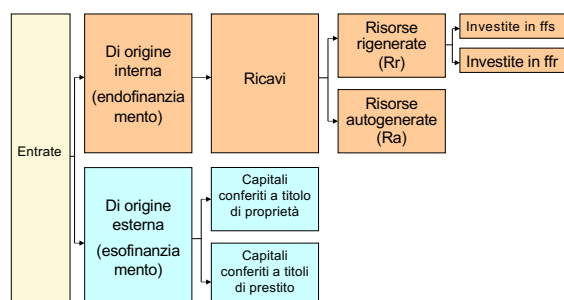 Entrate
Di origine
interna
(endofinanzia
mento)
Ricavi
Risorse
rigenerate
(Rr)
Investite in ffs
Investite in ffr
Risorse
autogenerate
(Ra)
Di origine
esterna
(esofinanzia
mento)
Capitali
conferiti a titolo
di proprietà
Capitali
conferiti a titoli
di prestito